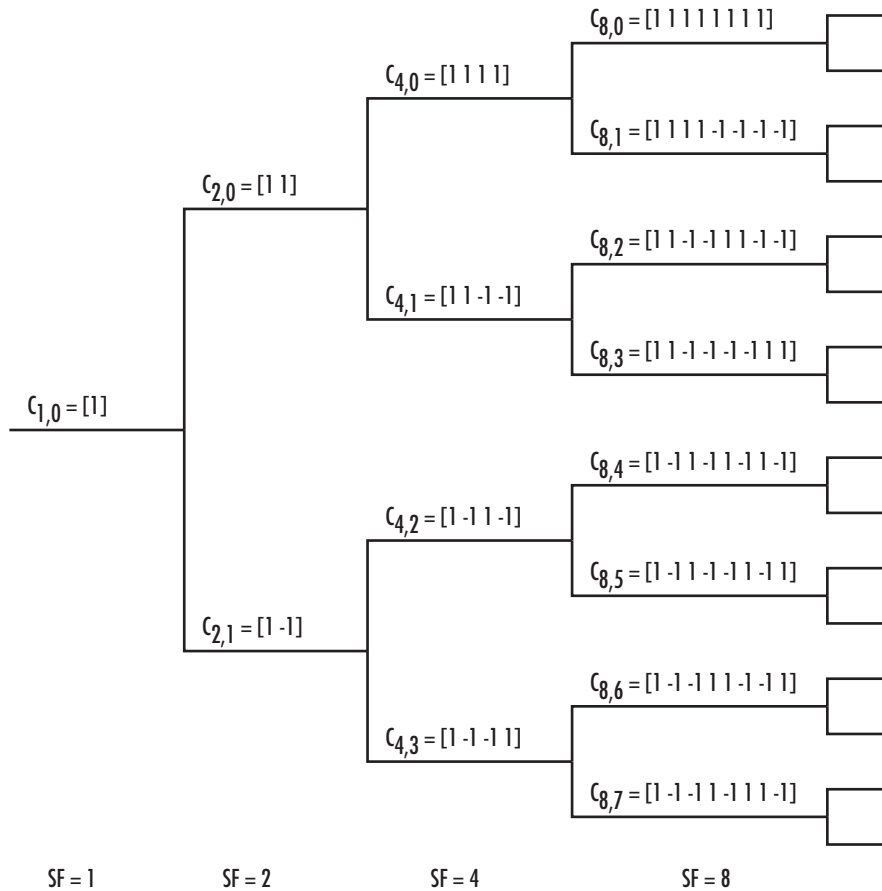 C8,0 = [1 1 1 1 1 1 1 1]
C4,0 = [1 1 1 1]
C8,1 = [1 1 1 1 -1 -1 -1 -1]
C2,0 = [1 1]
C8,2 = [1 1 -1 -1 1 1 -1 -1]
C4,1 = [1 1 -1 -1]
C8,3 = [1 1 -1 -1 -1 -1 1 1]
C1,0 = [1]
C8,4 = [1 -1 1 -1 1 -1 1 -1]
C4,2 = [1 -1 1 -1]
C8,5 = [1 -1 1 -1 -1 1 -1 1]
C2,1 = [1 -1]
C8,6 = [1 -1 -1 1 1 -1 -1 1]
C4,3 = [1 -1 -1 1]
C8,7 = [1 -1 -1 1 -1 1 1 -1]
SF = 1 SF = 2 SF = 4 SF = 8